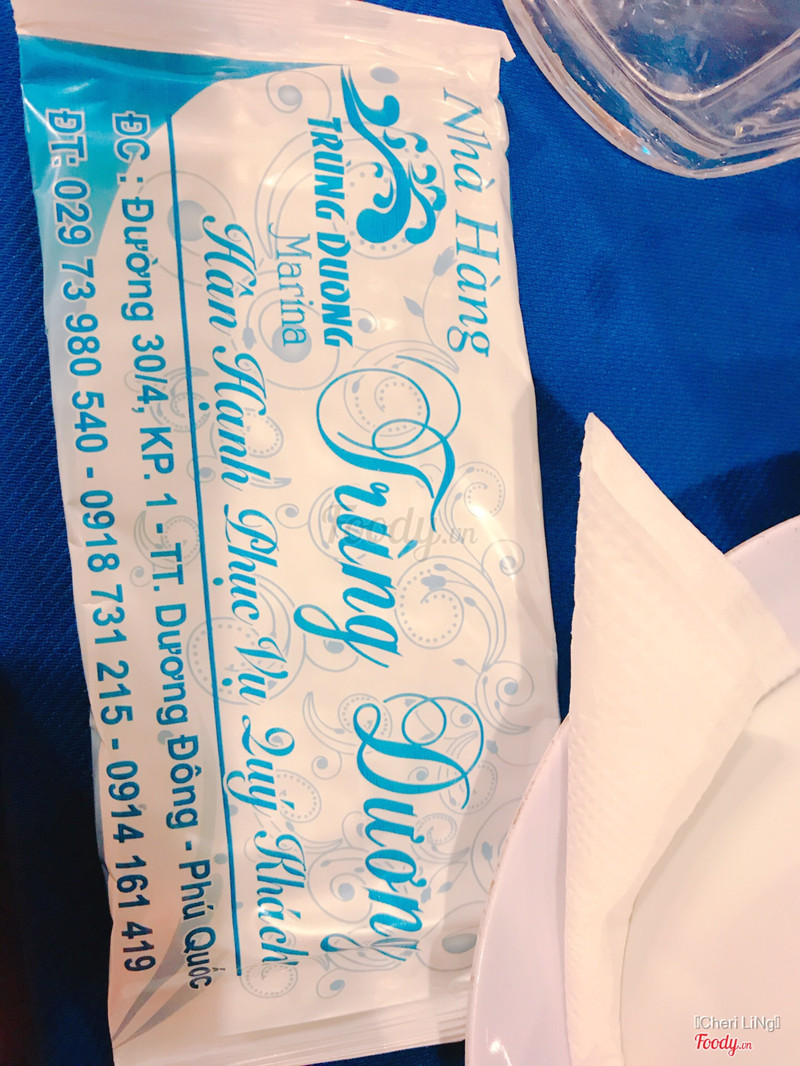 Nhà Hàng
TRÙNG DƯƠNG
Marina
Trùng Dương
Hân Hạnh Phục Vụ Quý Khách
ĐC : Đường 30/4, KP. 1 - TT. Dương Đông - Phú Quốc
ĐT: 029 73 980 540 - 0918 731 215 - 0914 161 419
Foody.vn
[Cheri LiNg]
Foody.vn